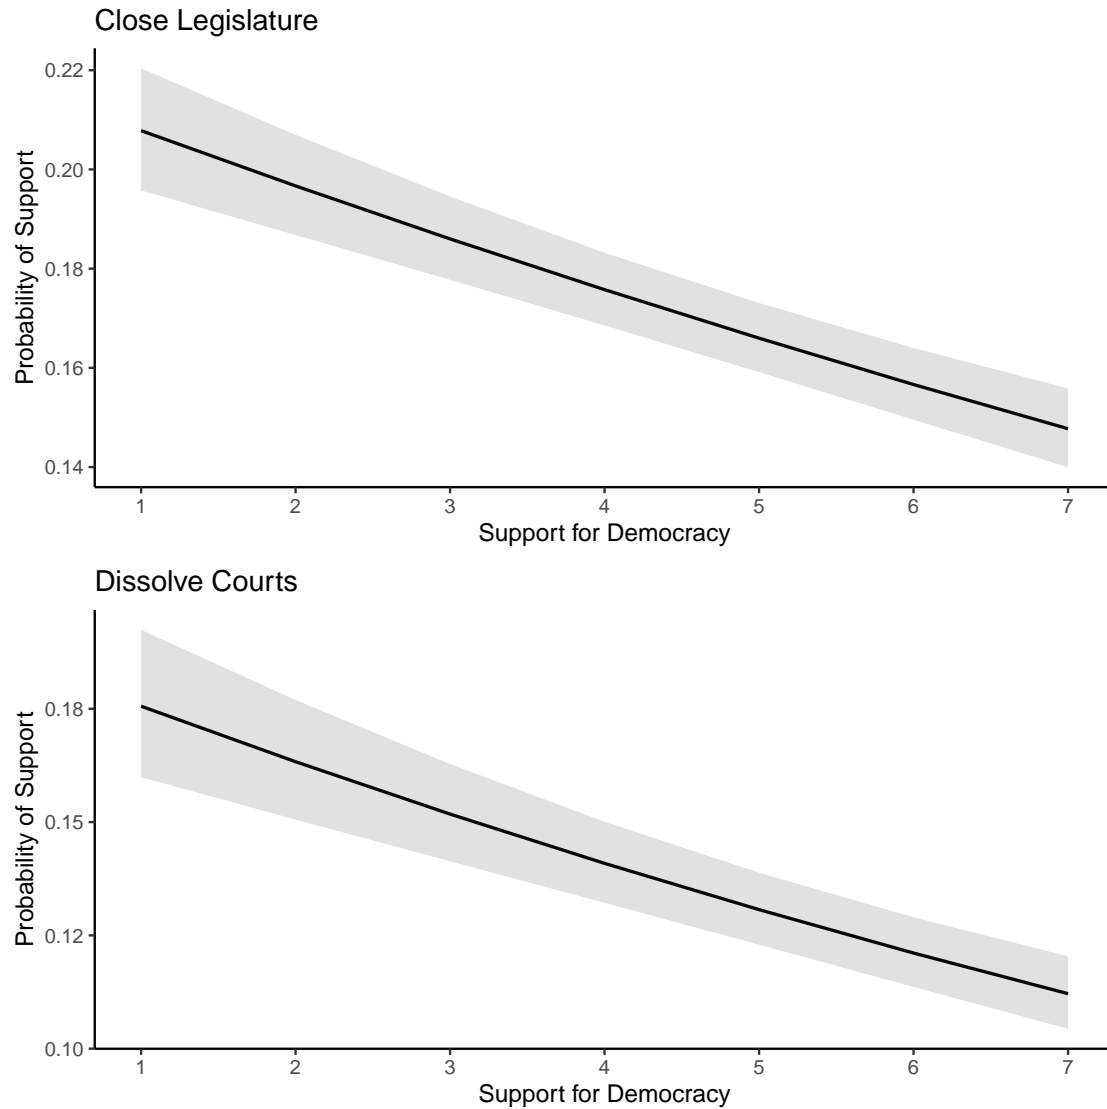 Close Legislature
0.22
0.20
0.18
0.16
0.14
Probability of Support
1 2 3 4 5 6 7
Support for Democracy
Dissolve Courts
0.18
0.15
0.12
0.10
Probability of Support
1 2 3 4 5 6 7
Support for Democracy